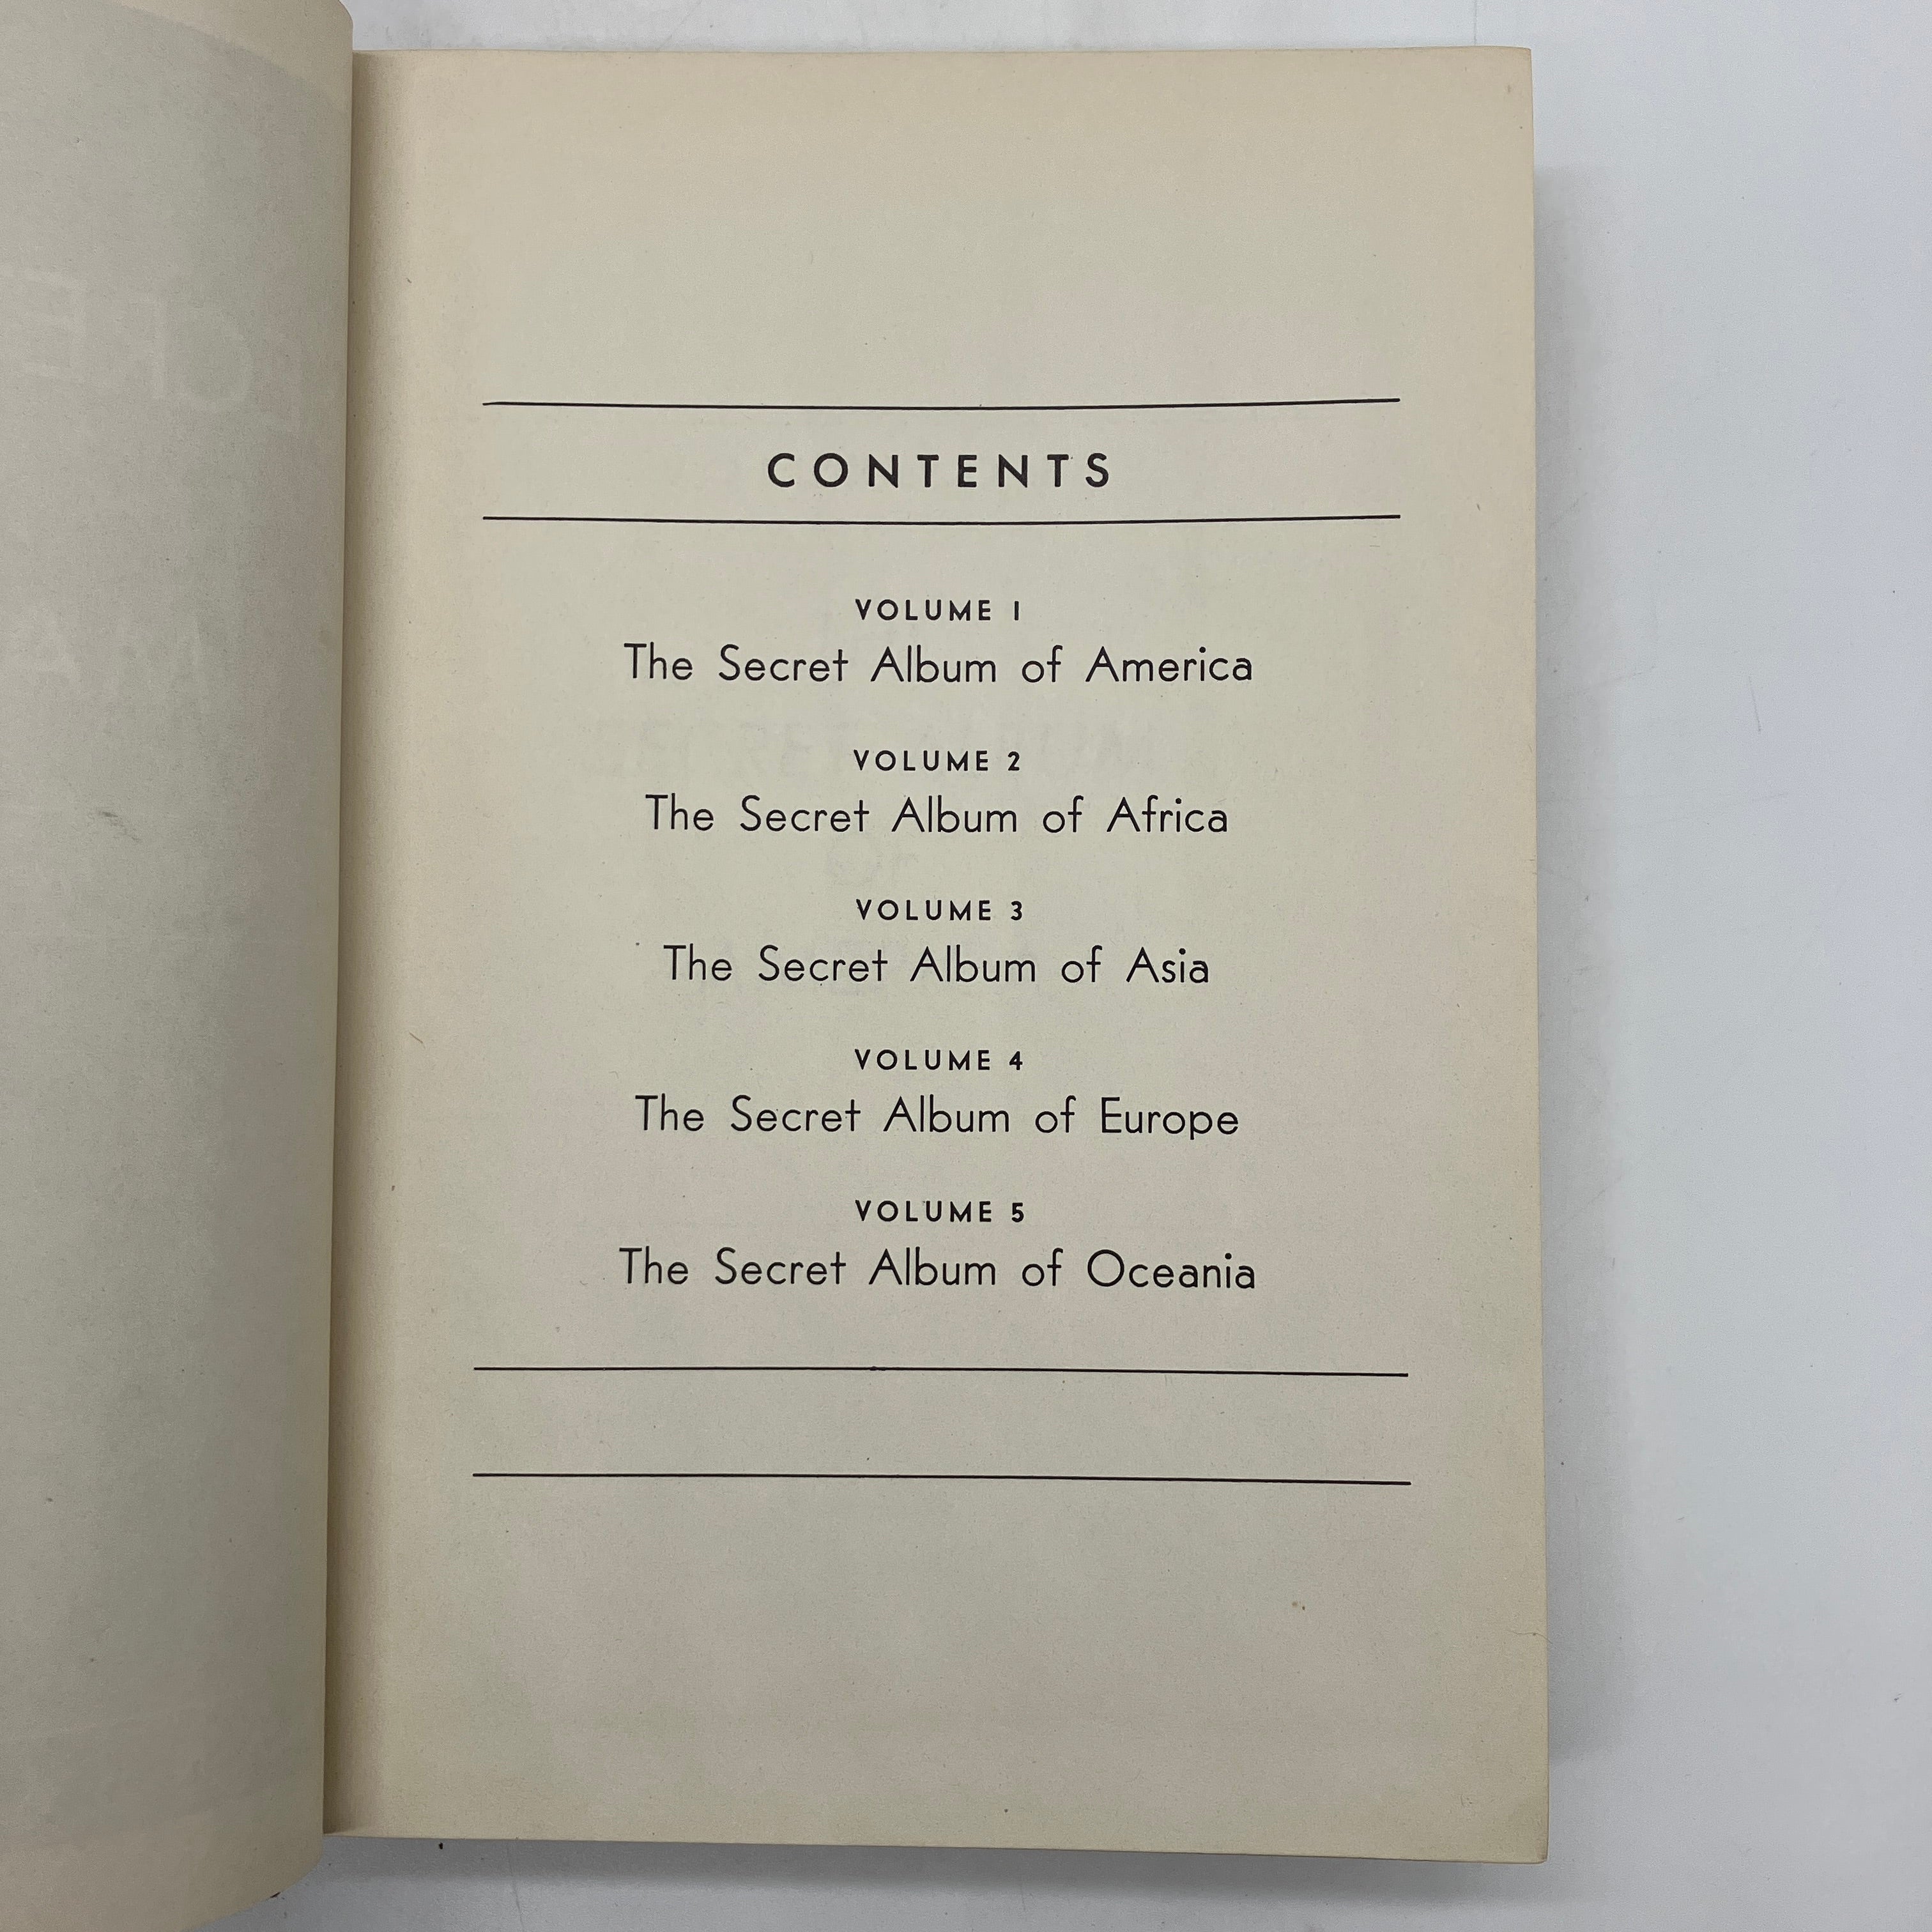 CONTENTS
VOLUME 1
The Secret Album of America
VOLUME 2
The Secret Album of Africa
VOLUME 3
The Secret Album of Asia
VOLUME 4
The Secret Album of Europe
VOLUME 5
The Secret Album of Oceania